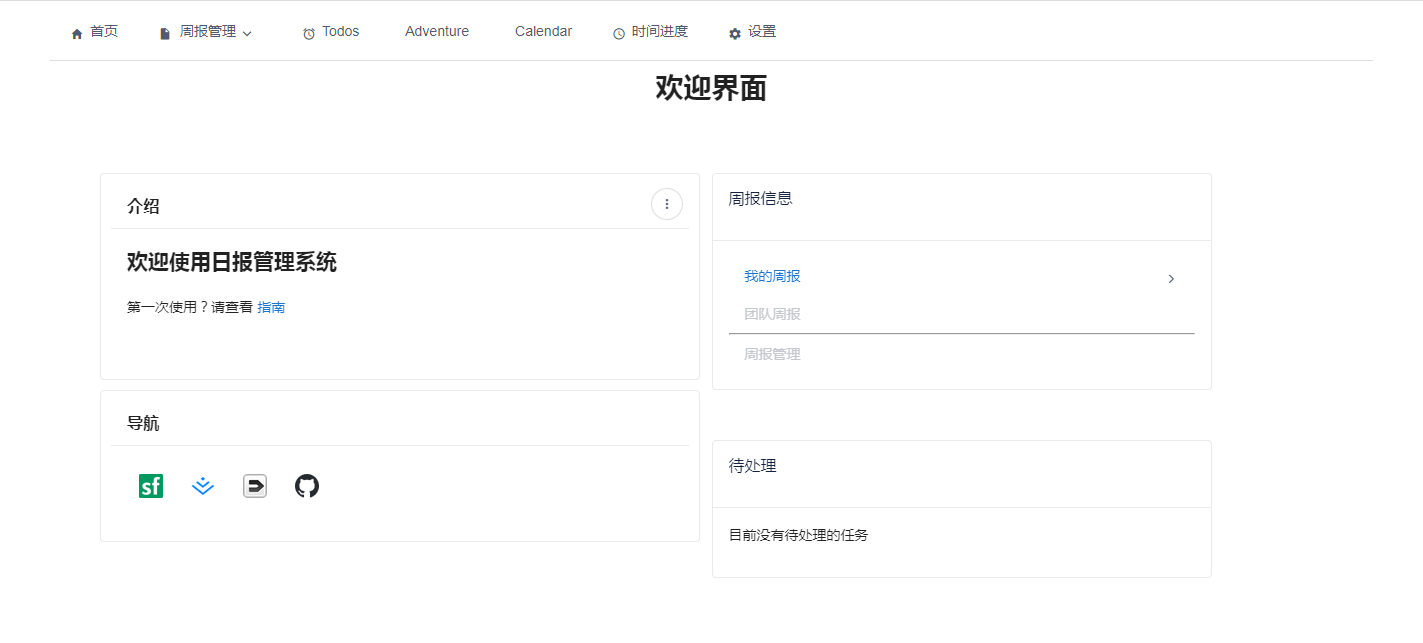 首页 周报管理 Todos Adventure Calendar 时间进度 设置
欢迎界面
介绍
欢迎使用日报管理系统
第一次使用？请查看 指南
导航
sf
周报信息
我的周报
团队周报
周报管理
待处理
目前没有待处理的任务